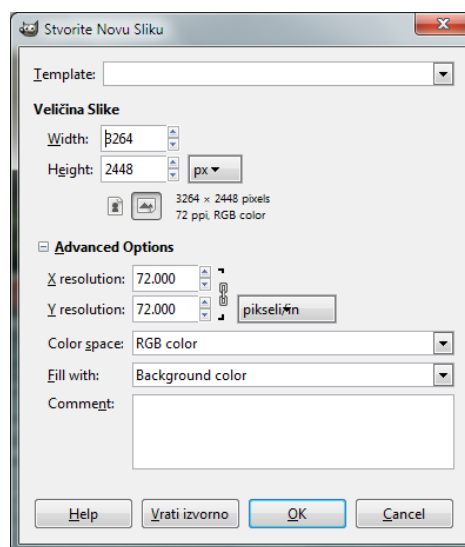 Stvorite Novu Sliku
Template:
Veličina Slike
Width: 3264
Height: 2448 px
3264 × 2448 pixels
72 ppi, RGB color
Advanced Options
X resolution: 72.000
Y resolution: 72.000 pikseli/in
Color space: RGB color
Fill with: Background color
Comment:
Help Vrati izvorno OK Cancel